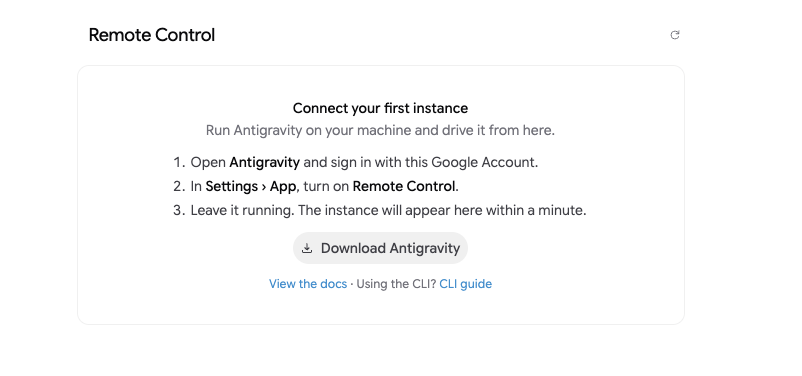 Remote Control
Connect your first instance
Run Antigravity on your machine and drive it from here.
1. Open Antigravity and sign in with this Google Account.
2. In Settings › App, turn on Remote Control.
3. Leave it running. The instance will appear here within a minute.
Download Antigravity
View the docs · Using the CLI? CLI guide